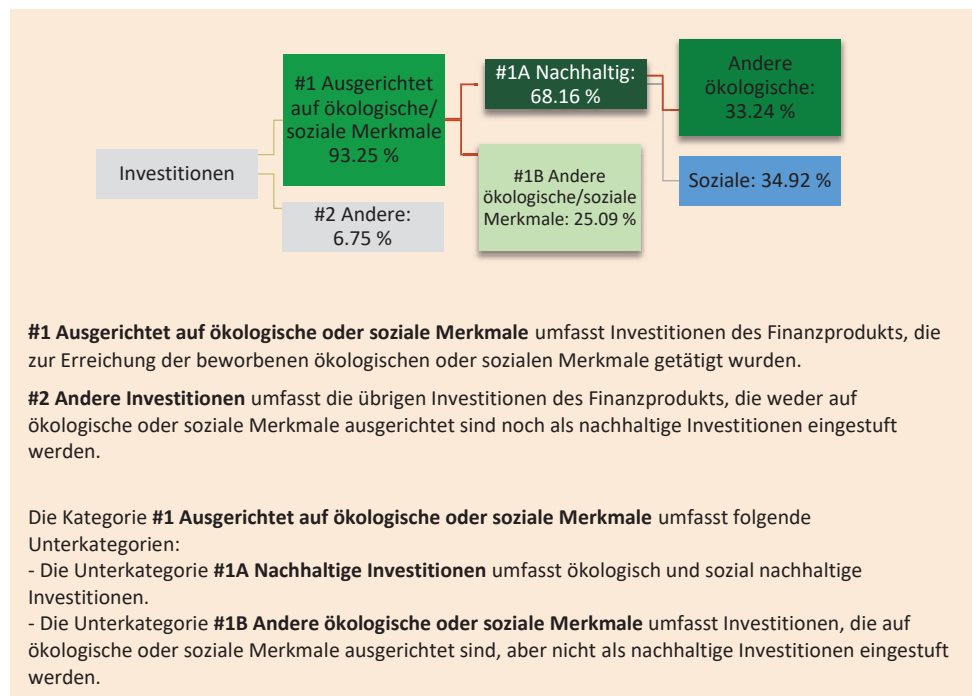 Investitionen
#1 Ausgerichtet
auf ökologische/
soziale Merkmale
93.25 %
#2 Andere:
6.75 %
#1A Nachhaltig:
68.16 %
#1B Andere
ökologische/soziale
Merkmale: 25.09 %
Andere
ökologische:
33.24 %
Soziale: 34.92 %
#1 Ausgerichtet auf ökologische oder soziale Merkmale umfasst Investitionen des Finanzprodukts, die
zur Erreichung der beworbenen ökologischen oder sozialen Merkmale getätigt wurden.
#2 Andere Investitionen umfasst die übrigen Investitionen des Finanzprodukts, die weder auf
ökologische oder soziale Merkmale ausgerichtet sind noch als nachhaltige Investitionen eingestuft
werden.
Die Kategorie #1 Ausgerichtet auf ökologische oder soziale Merkmale umfasst folgende
Unterkategorien:
- Die Unterkategorie #1A Nachhaltige Investitionen umfasst ökologisch und sozial nachhaltige
Investitionen.
- Die Unterkategorie #1B Andere ökologische oder soziale Merkmale umfasst Investitionen, die auf
ökologische oder soziale Merkmale ausgerichtet sind, aber nicht als nachhaltige Investitionen eingestuft
werden.